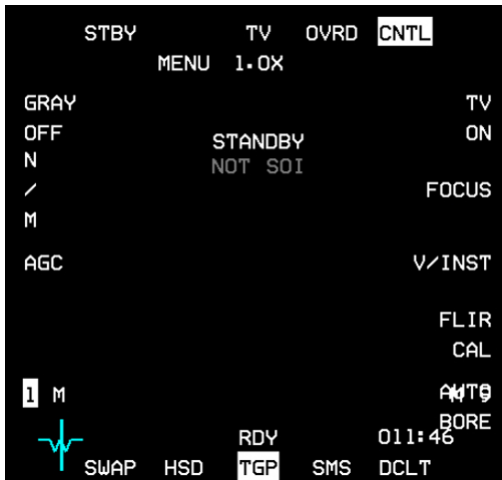 STBY TV OVRD CNTL
MENU 1.0X
GRAY TV
OFF STANDBY ON
N NOT SOI
/ FOCUS
M
AGC V/INST
FLIR
CAL
1 M AUTO
BORE
RDY 011:46
SWAP HSD TGP SMS DCLT